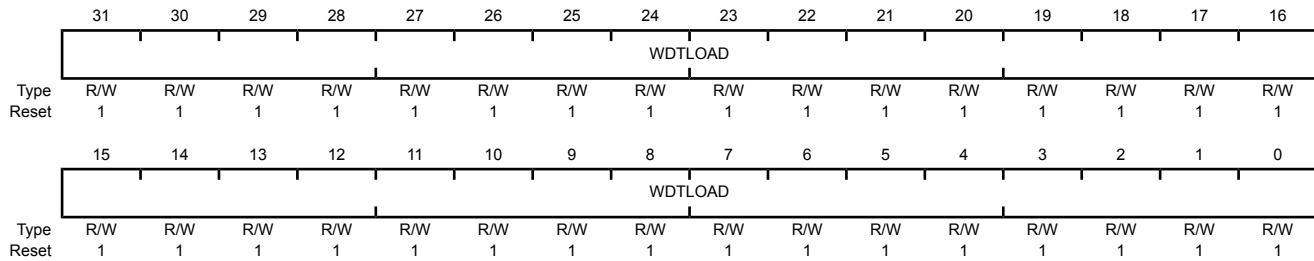 31 30 29 28 27 26 25 24 23 22 21 20 19 18 17 16
WDTLOAD
Type R/W R/W R/W R/W R/W R/W R/W R/W R/W R/W R/W R/W R/W R/W R/W R/W
Reset 1 1 1 1 1 1 1 1 1 1 1 1 1 1 1 1
15 14 13 12 11 10 9 8 7 6 5 4 3 2 1 0
WDTLOAD
Type R/W R/W R/W R/W R/W R/W R/W R/W R/W R/W R/W R/W R/W R/W R/W R/W
Reset 1 1 1 1 1 1 1 1 1 1 1 1 1 1 1 1